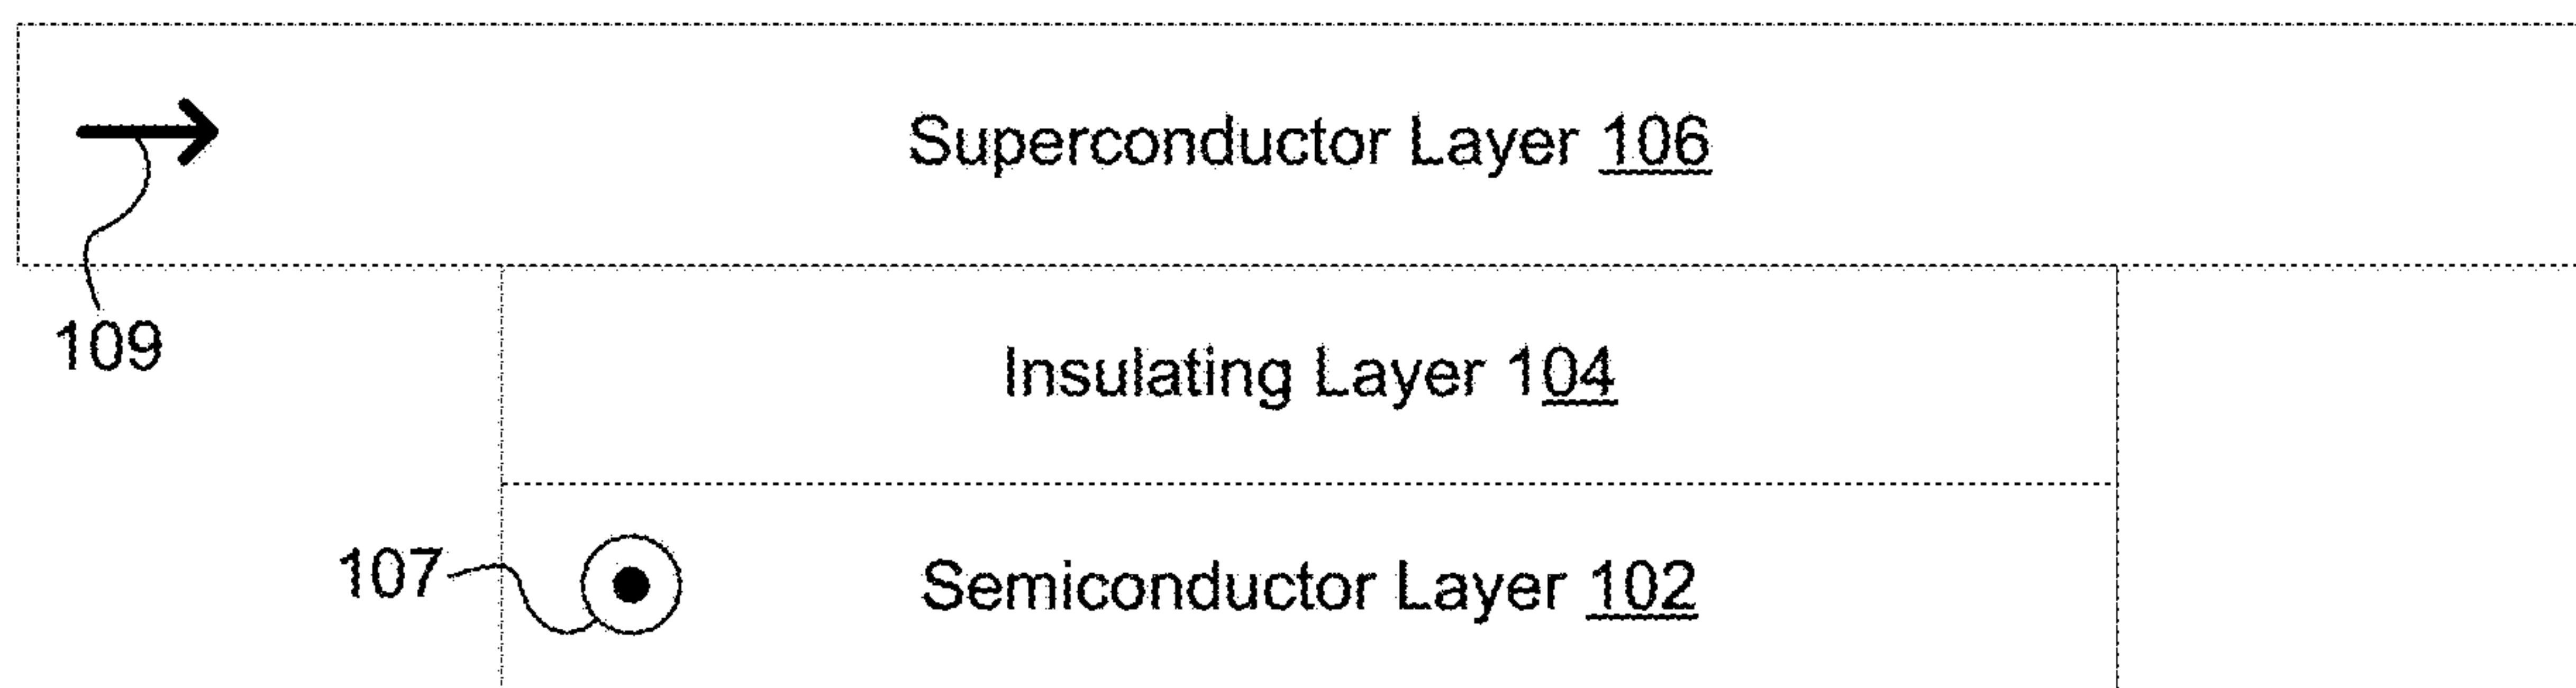 Superconductor Layer 106
109
Insulating Layer 104
107
Semiconductor Layer 102